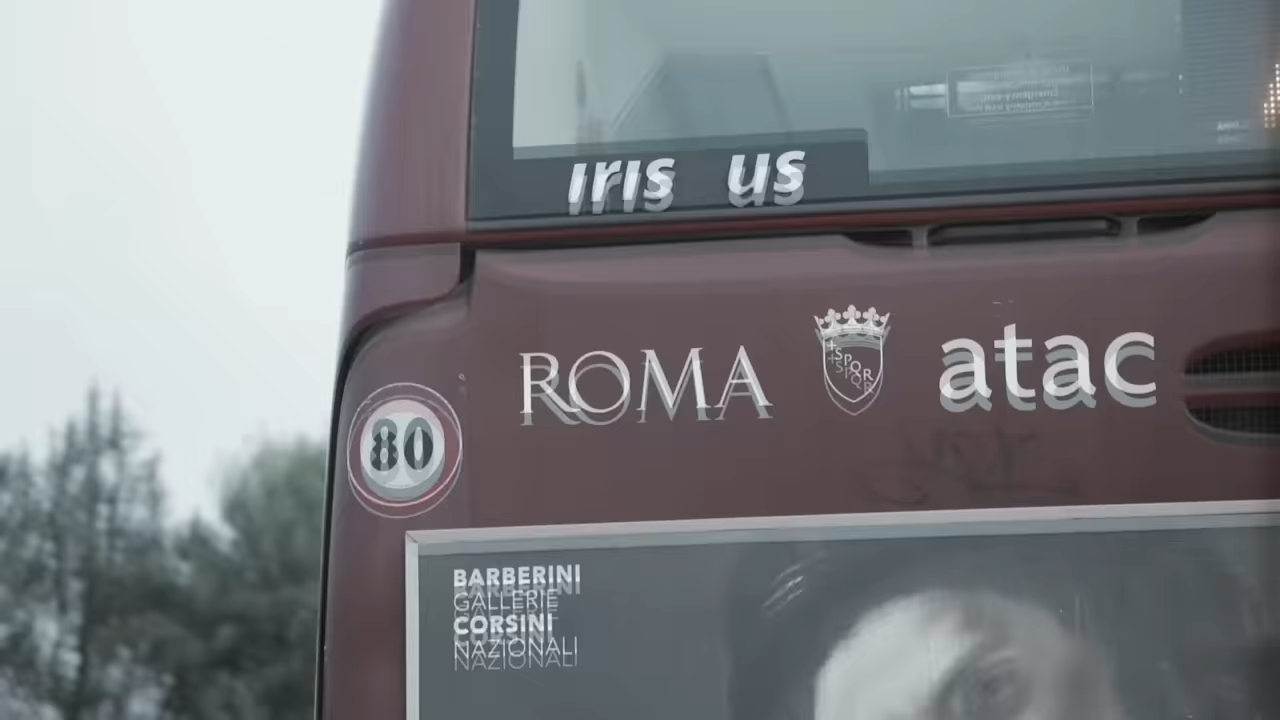 IRIS US
ROMA
SPQR
atac
80
BARBERINI
GALLERIE
CORSINI
NAZIONALI